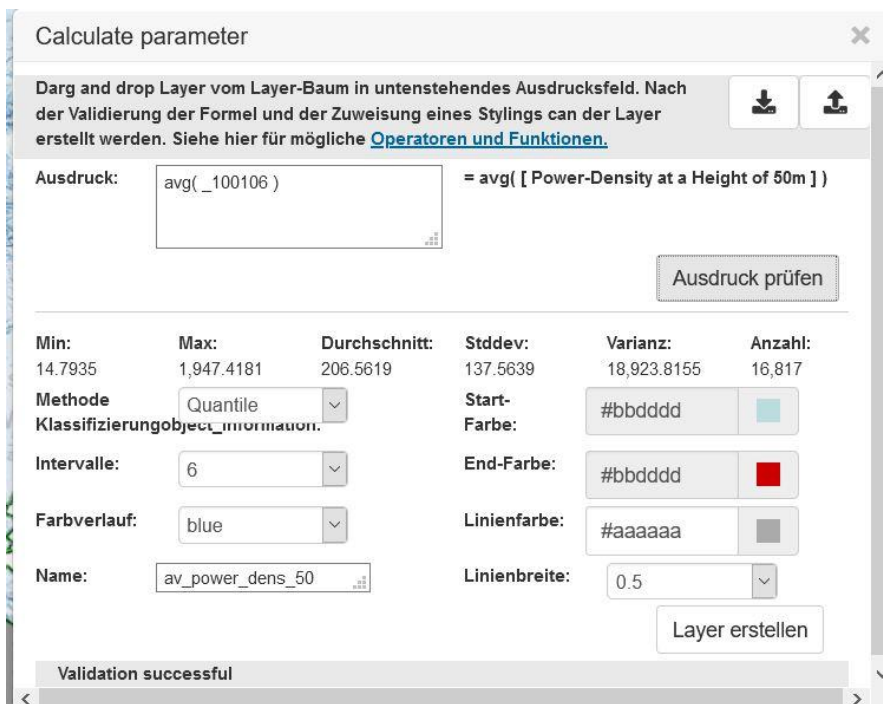 Calculate parameter
Darg and drop Layer vom Layer-Baum in untenstehendes Ausdrucksfeld. Nach
der Validierung der Formel und der Zuweisung eines Stylings can der Layer
erstellt werden. Siehe hier für mögliche Operatoren und Funktionen.
Ausdruck:
avg( _100106 )
= avg( [ Power-Density at a Height of 50m ] )
Ausdruck prüfen
Min: Max: Durchschnitt: Stddev: Varianz: Anzahl:
14.7935 1,947.4181 206.5619 137.5639 18,923.8155 16,817
Methode
Klassifizierungobject_information:
Quantile
Start-
Farbe:
#bbdddd
Intervalle:
6
End-Farbe:
#bbdddd
Farbverlauf:
blue
Linienfarbe:
#aaaaaa
Name:
av_power_dens_50
Linienbreite:
0.5
Layer erstellen
Validation successful